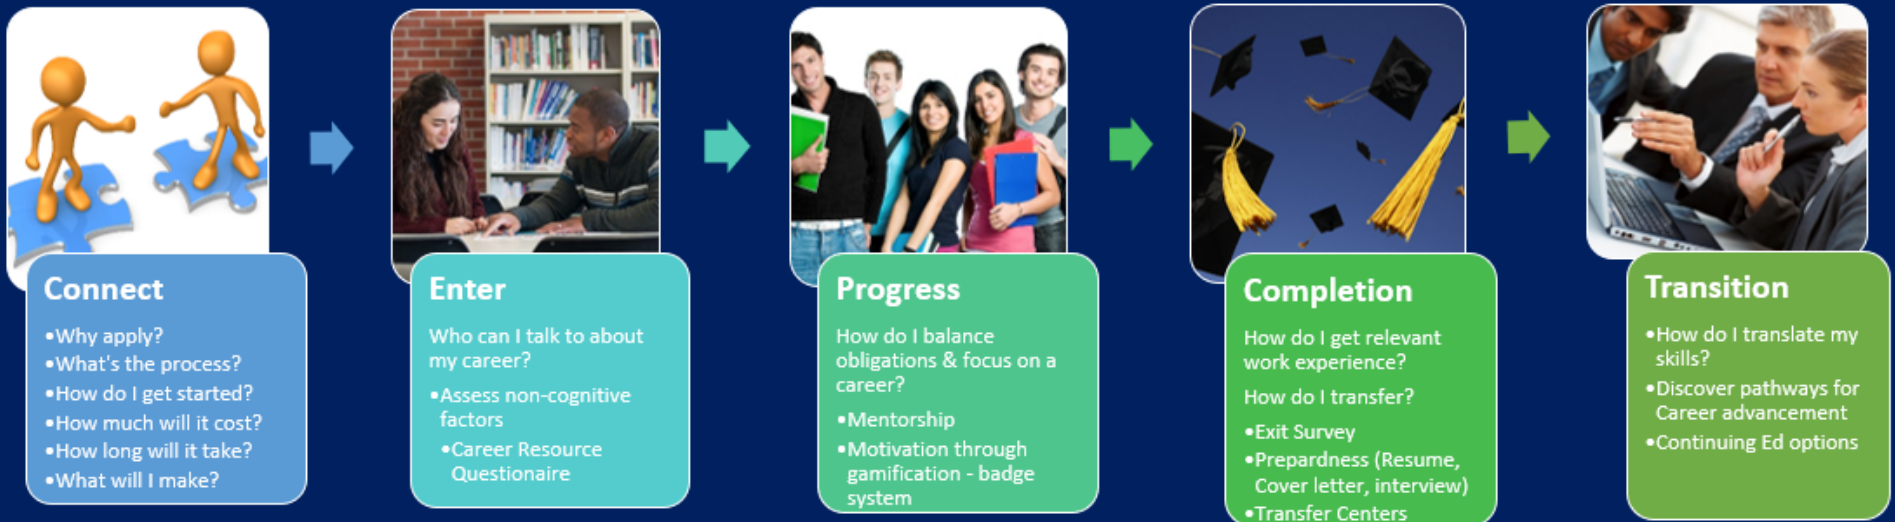 Connect
•Why apply?
•What's the process?
•How do I get started?
•How much will it cost?
•How long will it take?
•What will I make?
Enter
Who can I talk to about
my career?
•Assess non-cognitive
factors
•Career Resource
Questionaire
Progress
How do I balance
obligations & focus on a
career?
•Mentorship
•Motivation through
gamification - badge
system
Completion
How do I get relevant
work experience?
How do I transfer?
•Exit Survey
•Prepardness (Resume,
Cover letter, interview)
•Transfer Centers
Transition
•How do I translate my
skills?
•Discover pathways for
Career advancement
•Continuing Ed options